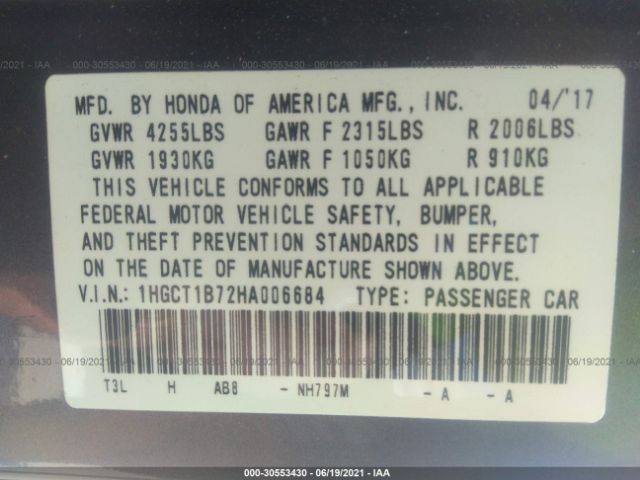 MFD. BY HONDA OF AMERICA MFG., INC. 04/'17
GVWR 4255LBS GAWR F 2315LBS R 2006LBS
GVWR 1930KG GAWR F 1050KG R 910KG
THIS VEHICLE CONFORMS TO ALL APPLICABLE
FEDERAL MOTOR VEHICLE SAFETY, BUMPER,
AND THEFT PREVENTION STANDARDS IN EFFECT
ON THE DATE OF MANUFACTURE SHOWN ABOVE.
V.I.N.: 1HGCT1B72HA006684 TYPE: PASSENGER CAR
T3L H AB8 - NH797M - A - A
000-30553430 - 06/19/2021 - IAA